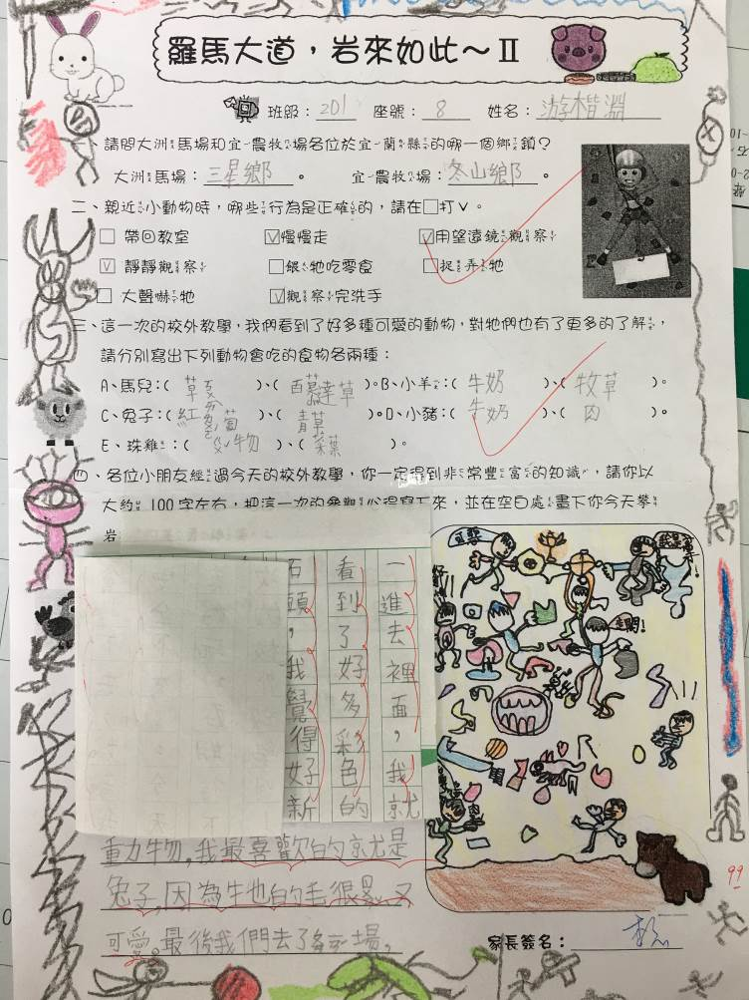 羅馬大道，岩來如此～Ⅱ
班級：201 座號：8 姓名：游楷淵
一、請問大洲馬場和宜農牧場各位於宜蘭縣的哪一個鄉鎮？
大洲馬場：三星鄉。 宜農牧場：冬山鄉。
二、親近小動物時，哪些行為是正確的，請在□打ˇ。
□ 帶回教室 ☑慢慢走 ☑用望遠鏡觀察
☑ 靜靜觀察 □餵牠吃零食 □捉弄牠
□ 大聲嚇牠 ☑觀察完洗手
三、這一次的校外教學，我們看到了好多種可愛的動物，對牠們也有了更多的了解，
請分別寫出下列動物會吃的食物各兩種：
A、馬兒：(草ㄌㄧㄠˋ)、(百慕達草)。B、小羊：(牛奶)、(牧草)。
C、兔子：(紅蘿蔔)、(青草)。D、小豬：(牛奶)、(肉)。
E、珠雞：(ㄍㄨˇ物)、(菜葉)。
四、各位小朋友經過今天的校外教學，你一定得到非常豐富的知識，請你以
大約 100 字左右，把這一次的參觀心得寫下來，並在空白處畫下你今天攀
岩
一進去裡面，我就
看到了好多彩色的
石頭，我覺得好新
動物，我最喜歡的就是
兔子，因為牠的毛很多又
可愛。最後我們去了
場，
家長簽名：
99